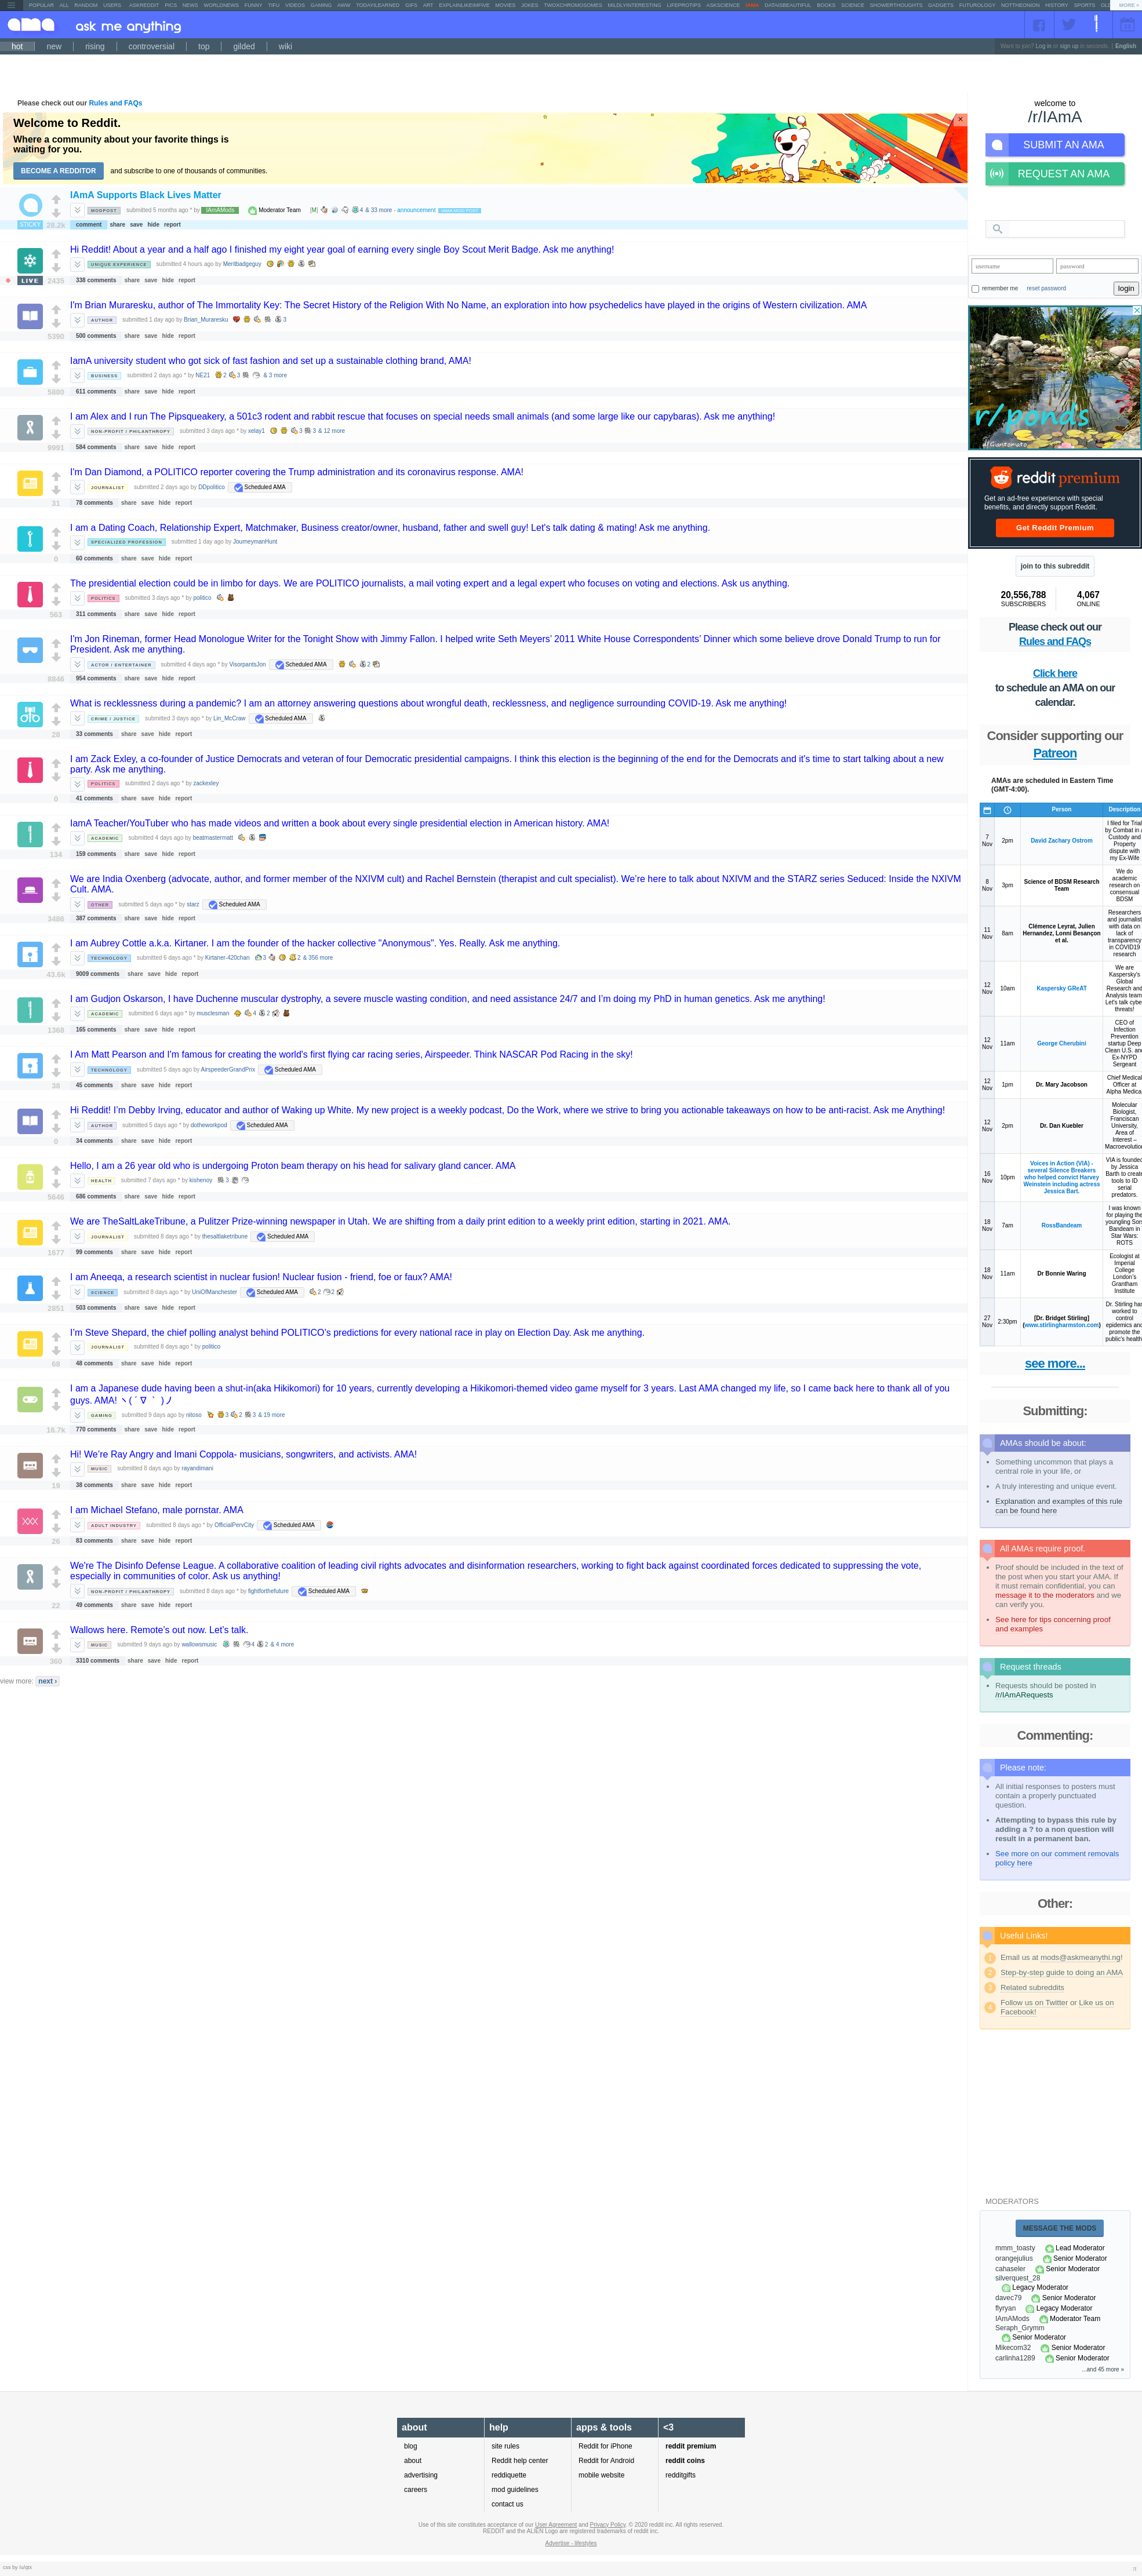 POPULAR ALL RANDOM USERS ASKREDDIT PICS NEWS WORLDNEWS FUNNY TIFU VIDEOS GAMING AWW TODAYILEARNED GIFS ART EXPLAINLIKEIMFIVE MOVIES JOKES TWOXCHROMOSOMES MILDLYINTERESTING LIFEPROTIPS ASKSCIENCE IAMA DATAISBEAUTIFUL BOOKS SCIENCE SHOWERTHOUGHTS GADGETS FUTUROLOGY NOTTHEONION HISTORY SPORTS MORE »
ama ask me anything
hot new rising controversial top gilded wiki
Want to join? Log in or sign up in seconds. | English
Please check out our Rules and FAQs
Welcome to Reddit.
Where a community about your favorite things is
waiting for you.
BECOME A REDDITOR and subscribe to one of thousands of communities.
IAmA Supports Black Lives Matter
MODPOST submitted 5 months ago * by IAmAMods Moderator Team [M] 4 & 33 more - announcement
STICKY 28.2k comment share save hide report
Hi Reddit! About a year and a half ago I finished my eight year goal of earning every single Boy Scout Merit Badge. Ask me anything!
UNIQUE EXPERIENCE submitted 4 hours ago by Meritbadgeguy
LIVE 2435 338 comments share save hide report
I'm Brian Muraresku, author of The Immortality Key: The Secret History of the Religion With No Name, an exploration into how psychedelics have played in the origins of Western civilization. AMA
AUTHOR submitted 1 day ago by Brian_Muraresku 3
5390 500 comments share save hide report
IamA university student who got sick of fast fashion and set up a sustainable clothing brand, AMA!
BUSINESS submitted 2 days ago * by NE21 2 3 & 3 more
5880 611 comments share save hide report
I am Alex and I run The Pipsqueakery, a 501c3 rodent and rabbit rescue that focuses on special needs small animals (and some large like our capybaras). Ask me anything!
NON-PROFIT / PHILANTHROPY submitted 3 days ago * by xelay1 3 3 & 12 more
9991 584 comments share save hide report
I'm Dan Diamond, a POLITICO reporter covering the Trump administration and its coronavirus response. AMA!
JOURNALIST submitted 2 days ago by DDpolitico Scheduled AMA
31 78 comments share save hide report
I am a Dating Coach, Relationship Expert, Matchmaker, Business creator/owner, husband, father and swell guy! Let's talk dating & mating! Ask me anything.
SPECIALIZED PROFESSION submitted 1 day ago by JourneymanHunt
0 60 comments share save hide report
The presidential election could be in limbo for days. We are POLITICO journalists, a mail voting expert and a legal expert who focuses on voting and elections. Ask us anything.
POLITICS submitted 3 days ago * by politico
563 311 comments share save hide report
I'm Jon Rineman, former Head Monologue Writer for the Tonight Show with Jimmy Fallon. I helped write Seth Meyers' 2011 White House Correspondents' Dinner which some believe drove Donald Trump to run for
President. Ask me anything.
ACTOR / ENTERTAINER submitted 4 days ago * by VisorpantsJon Scheduled AMA 2
8846 954 comments share save hide report
What is recklessness during a pandemic? I am an attorney answering questions about wrongful death, recklessness, and negligence surrounding COVID-19. Ask me anything!
CRIME / JUSTICE submitted 3 days ago * by Lin_McCraw Scheduled AMA
28 33 comments share save hide report
I am Zack Exley, a co-founder of Justice Democrats and veteran of four Democratic presidential campaigns. I think this election is the beginning of the end for the Democrats and it's time to start talking about a new
party. Ask me anything.
POLITICS submitted 2 days ago * by zackexley
0 41 comments share save hide report
IamA Teacher/YouTuber who has made videos and written a book about every single presidential election in American history. AMA!
ACADEMIC submitted 4 days ago by beatmastermatt
134 159 comments share save hide report
We are India Oxenberg (advocate, author, and former member of the NXIVM cult) and Rachel Bernstein (therapist and cult specialist). We're here to talk about NXIVM and the STARZ series Seduced: Inside the NXIVM
Cult. AMA.
OTHER submitted 5 days ago * by starz Scheduled AMA
3486 387 comments share save hide report
I am Aubrey Cottle a.k.a. Kirtaner. I am the founder of the hacker collective "Anonymous". Yes. Really. Ask me anything.
TECHNOLOGY submitted 6 days ago * by Kirtaner-420chan 3 2 & 356 more
43.6k 9009 comments share save hide report
I am Gudjon Oskarson, I have Duchenne muscular dystrophy, a severe muscle wasting condition, and need assistance 24/7 and I'm doing my PhD in human genetics. Ask me anything!
ACADEMIC submitted 6 days ago * by musclesman 4 2
1368 165 comments share save hide report
I Am Matt Pearson and I'm famous for creating the world's first flying car racing series, Airspeeder. Think NASCAR Pod Racing in the sky!
TECHNOLOGY submitted 5 days ago by AirspeederGrandPrix Scheduled AMA
38 45 comments share save hide report
Hi Reddit! I'm Debby Irving, educator and author of Waking up White. My new project is a weekly podcast, Do the Work, where we strive to bring you actionable takeaways on how to be anti-racist. Ask me Anything!
AUTHOR submitted 5 days ago * by dotheworkpod Scheduled AMA
0 34 comments share save hide report
Hello, I am a 26 year old who is undergoing Proton beam therapy on his head for salivary gland cancer. AMA
HEALTH submitted 7 days ago * by kishenoy 3
5646 686 comments share save hide report
We are TheSaltLakeTribune, a Pulitzer Prize-winning newspaper in Utah. We are shifting from a daily print edition to a weekly print edition, starting in 2021. AMA.
JOURNALIST submitted 8 days ago * by thesaltlaketribune Scheduled AMA
1677 99 comments share save hide report
I am Aneeqa, a research scientist in nuclear fusion! Nuclear fusion - friend, foe or faux? AMA!
SCIENCE submitted 8 days ago * by UniOfManchester Scheduled AMA 2 2
2851 503 comments share save hide report
I'm Steve Shepard, the chief polling analyst behind POLITICO's predictions for every national race in play on Election Day. Ask me anything.
JOURNALIST submitted 8 days ago * by politico
68 48 comments share save hide report
I am a Japanese dude having been a shut-in(aka Hikikomori) for 10 years, currently developing a Hikikomori-themed video game myself for 3 years. Last AMA changed my life, so I came back here to thank all of you
guys. AMA! ヽ( ´ ∇ ｀ )ノ
GAMING submitted 9 days ago by nitoso 3 2 3 & 19 more
18.7k 770 comments share save hide report
Hi! We're Ray Angry and Imani Coppola- musicians, songwriters, and activists. AMA!
MUSIC submitted 8 days ago by rayandimani
19 38 comments share save hide report
I am Michael Stefano, male pornstar. AMA
XXX ADULT INDUSTRY submitted 8 days ago * by OfficialPervCity Scheduled AMA
26 83 comments share save hide report
We're The Disinfo Defense League. A collaborative coalition of leading civil rights advocates and disinformation researchers, working to fight back against coordinated forces dedicated to suppressing the vote,
especially in communities of color. Ask us anything!
NON-PROFIT / PHILANTHROPY submitted 8 days ago * by fightforthefuture Scheduled AMA
22 49 comments share save hide report
Wallows here. Remote's out now. Let's talk.
MUSIC submitted 9 days ago by wallowsmusic 4 2 & 4 more
360 3310 comments share save hide report
view more: next ›
welcome to
/r/IAmA
SUBMIT AN AMA
REQUEST AN AMA
username password
remember me reset password login
r/ponds
u/Giantomato
reddit premium
Get an ad-free experience with special
benefits, and directly support Reddit.
Get Reddit Premium
join to this subreddit
20,556,788 4,067
SUBSCRIBERS ONLINE
Please check out our
Rules and FAQs
Click here
to schedule an AMA on our
calendar.
Consider supporting our
Patreon
AMAs are scheduled in Eastern Time
(GMT-4:00).
Person Description
7 Nov 2pm David Zachary Ostrom I filed for Trial by Combat in a Custody and Property dispute with my Ex-Wife
8 Nov 3pm Science of BDSM Research Team We do academic research on consensual BDSM
11 Nov 8am Clémence Leyrat, Julien Hernandez, Lonni Besançon et al. Researchers and journalist with data on lack of transparency in COVID19 research
12 Nov 10am Kaspersky GReAT We are Kaspersky's Global Research and Analysis team. Let's talk cyber threats!
12 Nov 11am George Cherubini CEO of Infection Prevention startup Deep Clean U.S. and Ex-NYPD Sergeant
12 Nov 1pm Dr. Mary Jacobson Chief Medical Officer at Alpha Medical
12 Nov 2pm Dr. Dan Kuebler Molecular Biologist, Franciscan University, Area of Interest – Macroevolution
16 Nov 10pm Voices in Action (VIA) - several Silence Breakers who helped convict Harvey Weinstein including actress Jessica Bart. VIA is founded by Jessica Barth to create tools to ID serial predators.
18 Nov 7am RossBandeam I was known for playing the youngling Sors Bandeam in Star Wars: ROTS
18 Nov 11am Dr Bonnie Waring Ecologist at Imperial College London's Grantham Institute
27 Nov 2:30pm [Dr. Bridget Stirling] (www.stirlingharmston.com) Dr. Stirling has worked to control epidemics and promote the public's health.
see more...
Submitting:
AMAs should be about:
Something uncommon that plays a
central role in your life, or
A truly interesting and unique event.
Explanation and examples of this rule
can be found here
All AMAs require proof.
Proof should be included in the text of
the post when you start your AMA. If
it must remain confidential, you can
message it to the moderators and we
can verify you.
See here for tips concerning proof
and examples
Request threads
Requests should be posted in
/r/IAmARequests
Commenting:
Please note:
All initial responses to posters must
contain a properly punctuated
question.
Attempting to bypass this rule by
adding a ? to a non question will
result in a permanent ban.
See more on our comment removals
policy here
Other:
Useful Links!
1 Email us at mods@askmeanythi.ng!
2 Step-by-step guide to doing an AMA
3 Related subreddits
4 Follow us on Twitter or Like us on
Facebook!
MODERATORS
MESSAGE THE MODS
mmm_toasty Lead Moderator
orangejulius Senior Moderator
cahaseler Senior Moderator
silverquest_28
Legacy Moderator
davec79 Senior Moderator
flyryan Legacy Moderator
IAmAMods Moderator Team
Seraph_Grymm
Senior Moderator
Mikecom32 Senior Moderator
carlinha1289 Senior Moderator
...and 45 more »
about help apps & tools <3
blog site rules Reddit for iPhone reddit premium
about Reddit help center Reddit for Android reddit coins
advertising reddiquette mobile website redditgifts
careers mod guidelines
contact us
Use of this site constitutes acceptance of our User Agreement and Privacy Policy. © 2020 reddit inc. All rights reserved.
REDDIT and the ALIEN Logo are registered trademarks of reddit inc.
Advertise - lifestyles
css by /u/qtx π